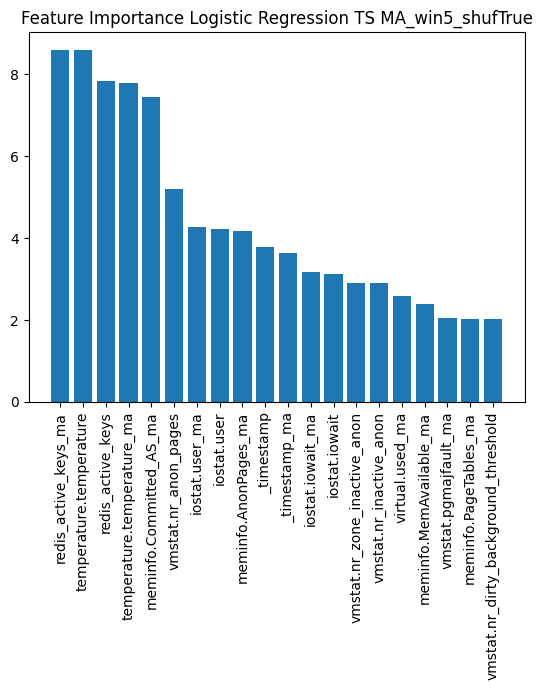 Feature Importance Logistic Regression TS MA_win5_shufTrue
8
6
4
2
0
redis_active_keys_ma
temperature.temperature
redis_active_keys
temperature.temperature_ma
meminfo.Committed_AS_ma
vmstat.nr_anon_pages
iostat.user_ma
iostat.user
meminfo.AnonPages_ma
_timestamp
_timestamp_ma
iostat.iowait_ma
iostat.iowait
vmstat.nr_zone_inactive_anon
vmstat.nr_inactive_anon
virtual.used_ma
meminfo.MemAvailable_ma
vmstat.pgmajfault_ma
meminfo.PageTables_ma
vmstat.nr_dirty_background_threshold